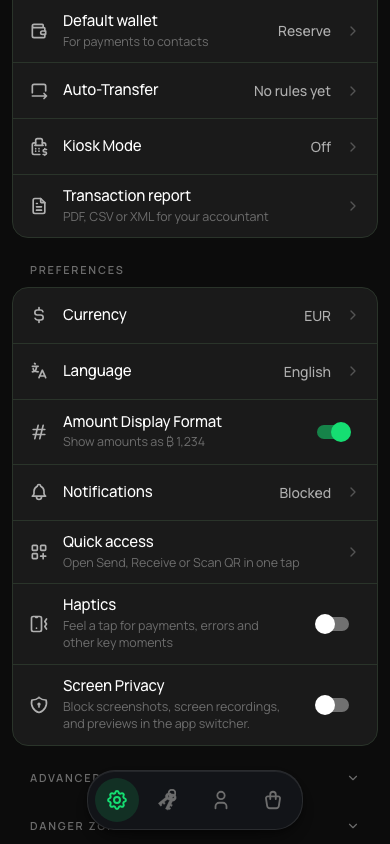 Default wallet
For payments to contacts
Reserve
Auto-Transfer
No rules yet
Kiosk Mode
Off
Transaction report
PDF, CSV or XML for your accountant
PREFERENCES
Currency
EUR
Language
English
Amount Display Format
Show amounts as ₿ 1,234
Notifications
Blocked
Quick access
Open Send, Receive or Scan QR in one tap
Haptics
Feel a tap for payments, errors and
other key moments
Screen Privacy
Block screenshots, screen recordings,
and previews in the app switcher.
ADVANCED
DANGER